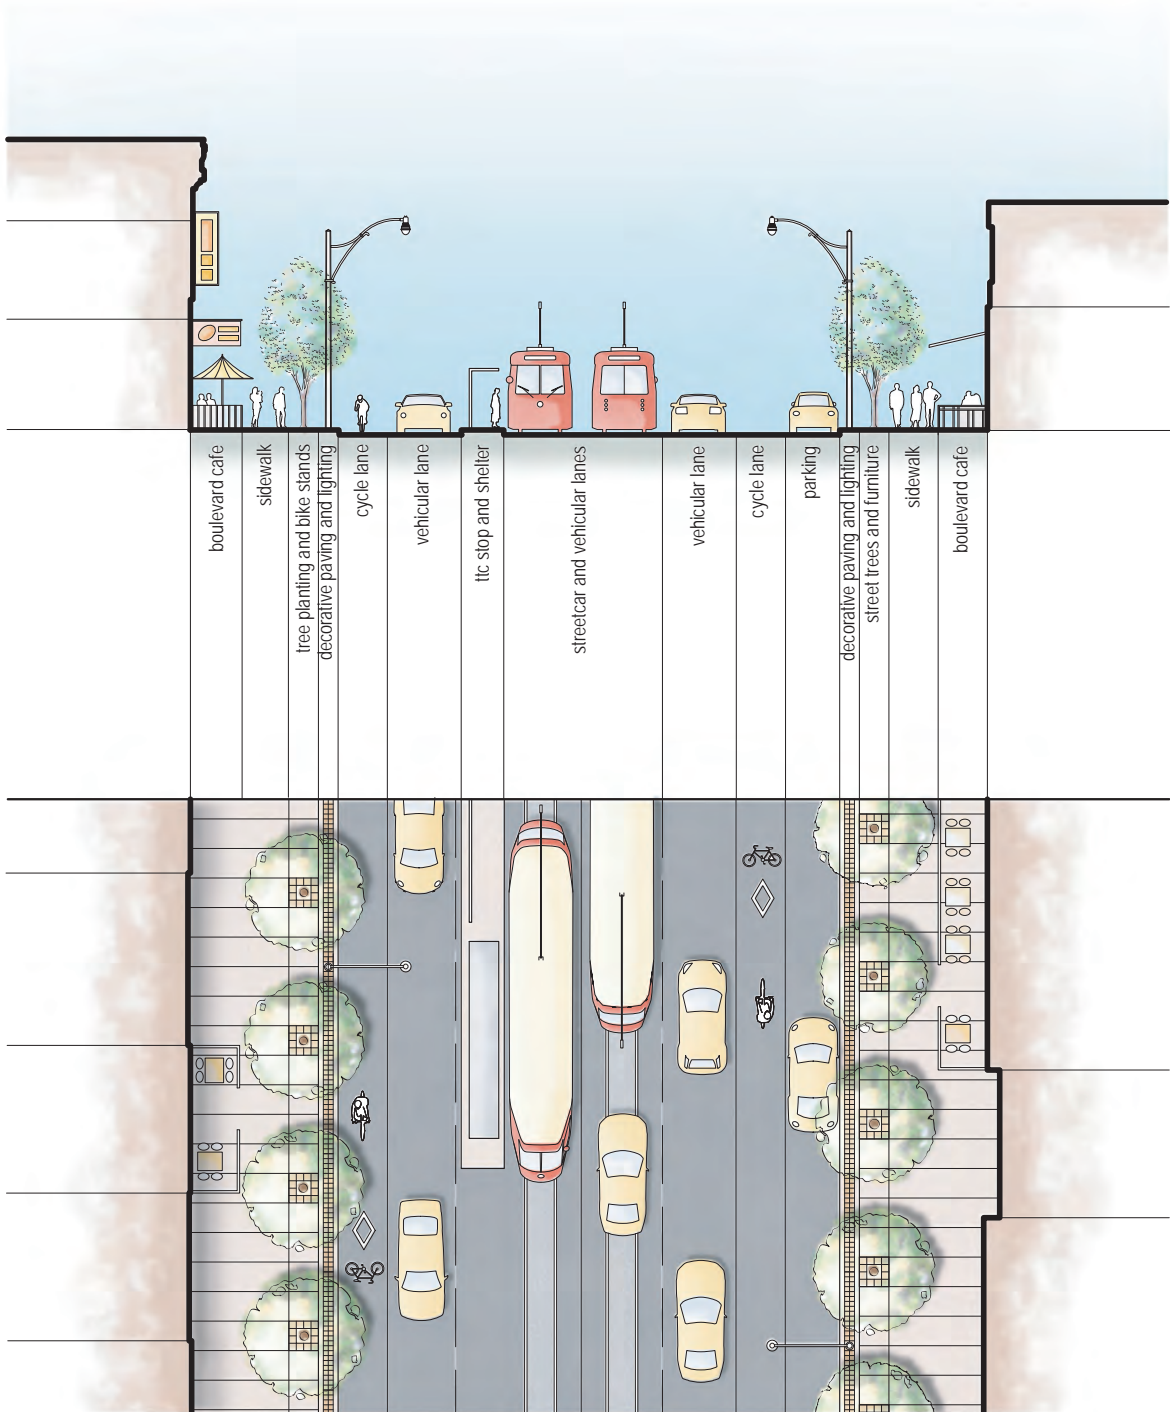 boulevard cafe
sidewalk
tree planting and bike stands
decorative paving and lighting
cycle lane
vehicular lane
ttc stop and shelter
streetcar and vehicular lanes
vehicular lane
cycle lane
parking
decorative paving and lighting
street trees and furniture
sidewalk
boulevard cafe